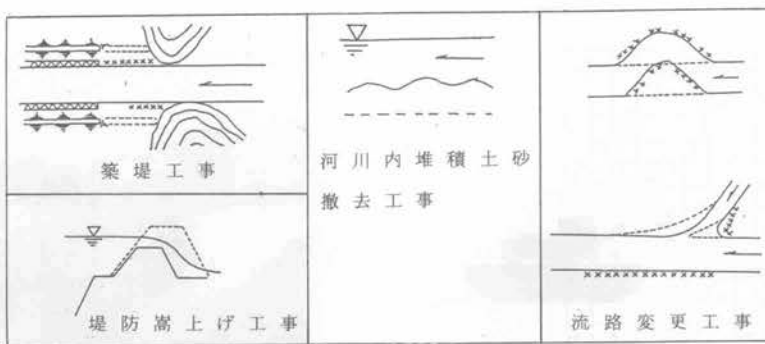 築堤工事
堤防嵩上げ工事
河川内堆積土砂
撤去工事
流路変更工事